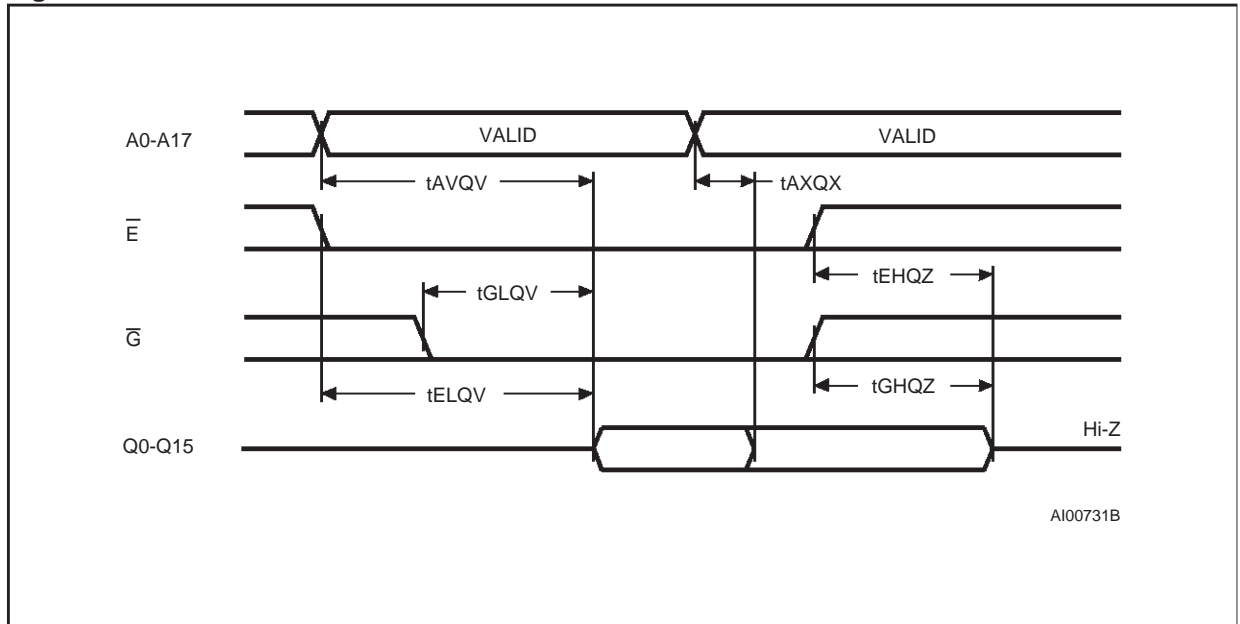 A0-A17
VALID
VALID
tAVQV
tAXQX
E
tEHQZ
tGLQV
G
tELQV
tGHQZ
Q0-Q15
Hi-Z
AI00731B